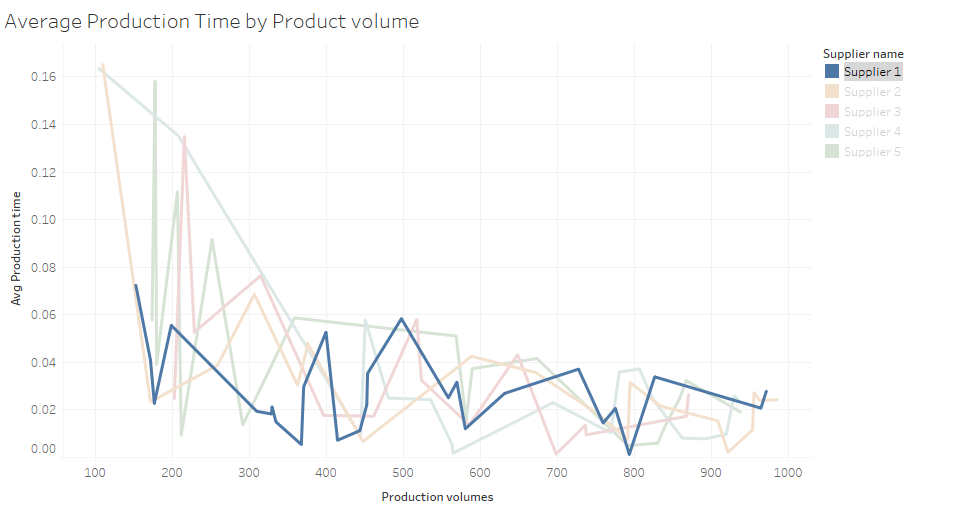 Average Production Time by Product volume
Supplier name
Supplier 1
Supplier 2
Supplier 3
Supplier 4
Supplier 5
Avg Production time
0.16
0.14
0.12
0.10
0.08
0.06
0.04
0.02
0.00
100 200 300 400 500 600 700 800 900 1000
Production volumes